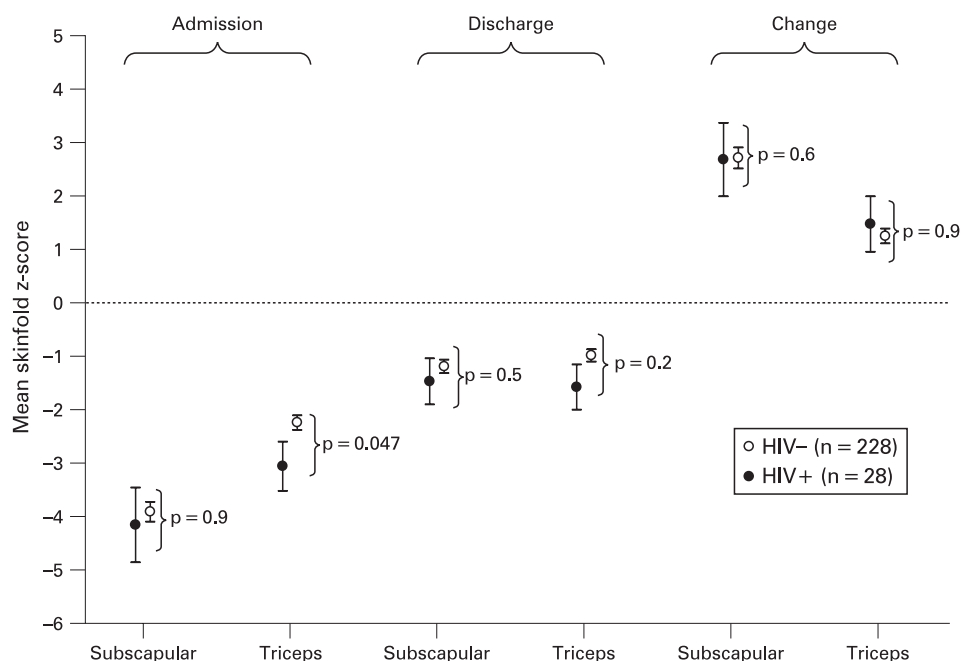 Admission Discharge Change
5
4
3
2
1
0
−1
−2
−3
−4
−5
−6
Mean skinfold z-score
p = 0.9
p = 0.047
p = 0.5
p = 0.2
p = 0.6
p = 0.9
HIV− (n = 228)
HIV+ (n = 28)
Subscapular Triceps Subscapular Triceps Subscapular Triceps